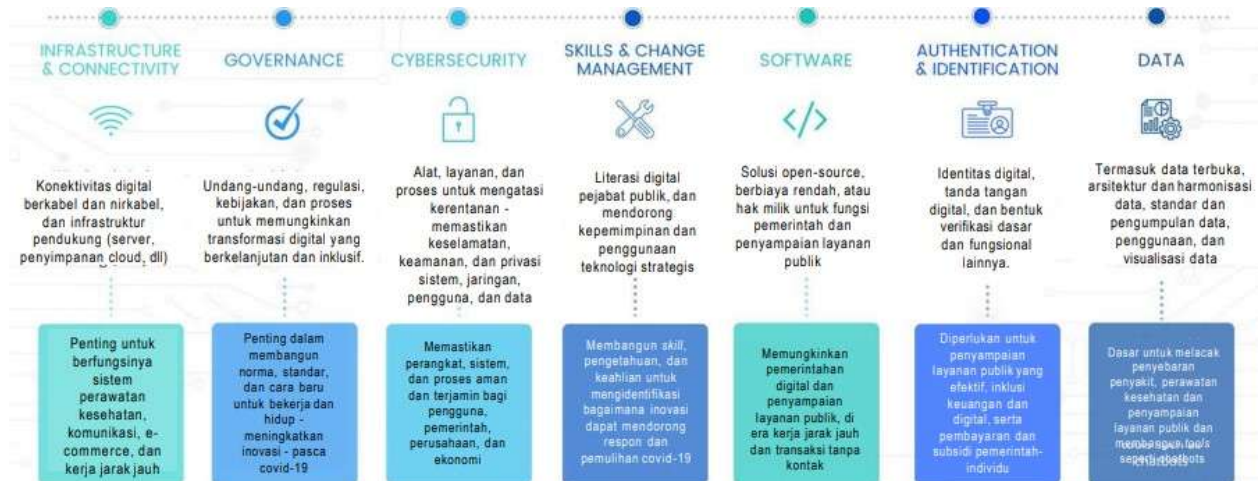 INFRASTRUCTURE
& CONNECTIVITY
Konektivitas digital
berkabel dan nirkabel,
dan infrastruktur
pendukung (server,
penyimpanan cloud, dll)
Penting untuk
berfungsinya
sistem
perawatan
kesehatan,
komunikasi, e-
commerce, dan
kerja jarak jauh
GOVERNANCE
Undang-undang, regulasi,
kebijakan, dan proses
untuk memungkinkan
transformasi digital yang
berkelanjutan dan inklusif.
Penting dalam
membangun
norma, standar,
dan cara baru
untuk bekerja dan
hidup -
meningkatkan
inovasi - pasca
covid-19
CYBERSECURITY
Alat, layanan, dan
proses untuk mengatasi
kerentanan -
memastikan
keselamatan,
keamanan, dan privasi
sistem, jaringan,
pengguna, dan data
Memastikan
perangkat, sistem,
dan proses aman
dan terjamin bagi
pengguna,
pemerintah,
perusahaan, dan
ekonomi
SKILLS & CHANGE
MANAGEMENT
Literasi digital
pejabat publik, dan
mendorong
kepemimpinan dan
penggunaan
teknologi strategis
Membangun skill,
pengetahuan, dan
keahlian untuk
mengidentifikasi
bagaimana inovasi
dapat mendorong
respon dan
pemulihan covid-19
SOFTWARE
</>
Solusi open-source,
berbiaya rendah, atau
hak milik untuk fungsi
pemerintah dan
penyampaian layanan
publik
Memungkinkan
pemerintahan
digital dan
penyampaian
layanan publik, di
era kerja jarak jauh
dan transaksi tanpa
kontak
AUTHENTICATION
& IDENTIFICATION
Identitas digital,
tanda tangan
digital, dan bentuk
verifikasi dasar
dan fungsional
lainnya.
Diperlukan untuk
penyampaian
layanan publik yang
efektif, inklusi
keuangan dan
digital, serta
pembayaran dan
subsidi pemerintah-
individu
DATA
Termasuk data terbuka,
arsitektur dan harmonisasi
data, standar dan
pengumpulan data,
penggunaan, dan
visualisasi data
Dasar untuk melacak
penyebaran
penyakit, perawatan
kesehatan dan
penyampaian
layanan publik dan
membangun tools
seperti chatbots